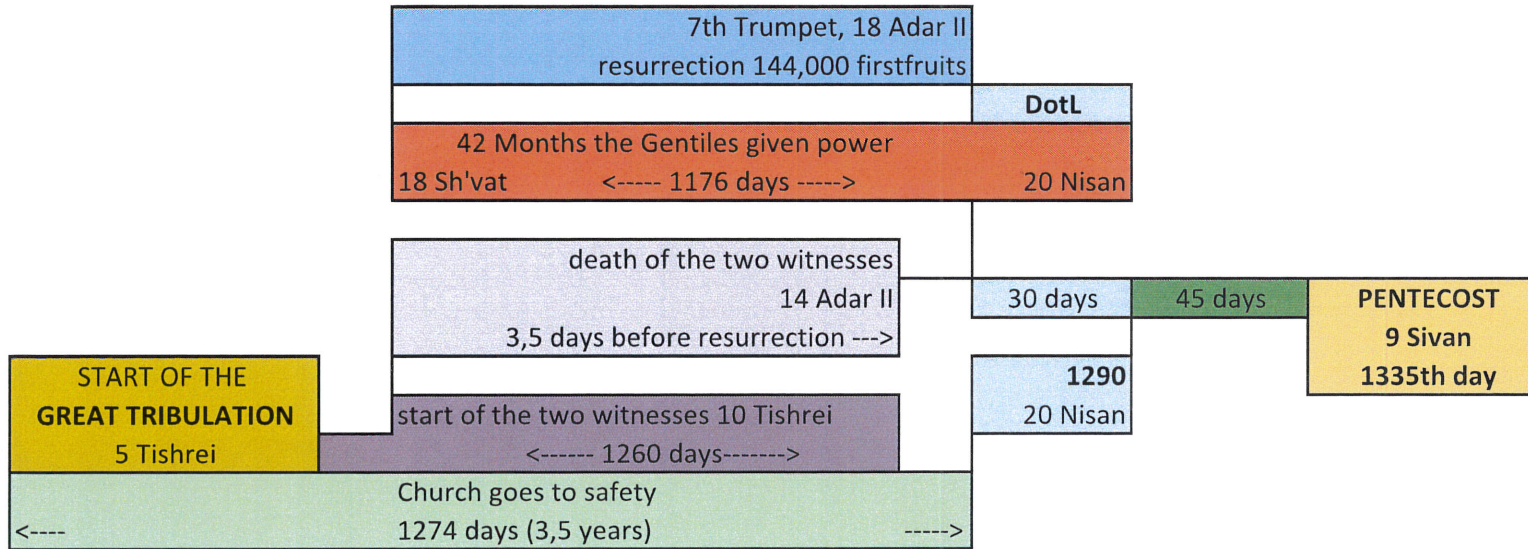 7th Trumpet, 18 Adar II
resurrection 144,000 firstfruits
DotL
42 Months the Gentiles given power
18 Sh'vat <----- 1176 days -----> 20 Nisan
death of the two witnesses
14 Adar II
3,5 days before resurrection --->
30 days
45 days
PENTECOST
9 Sivan
1335th day
START OF THE
GREAT TRIBULATION
5 Tishrei
start of the two witnesses 10 Tishrei
<------ 1260 days------->
1290
20 Nisan
Church goes to safety
<---- 1274 days (3,5 years) ----->